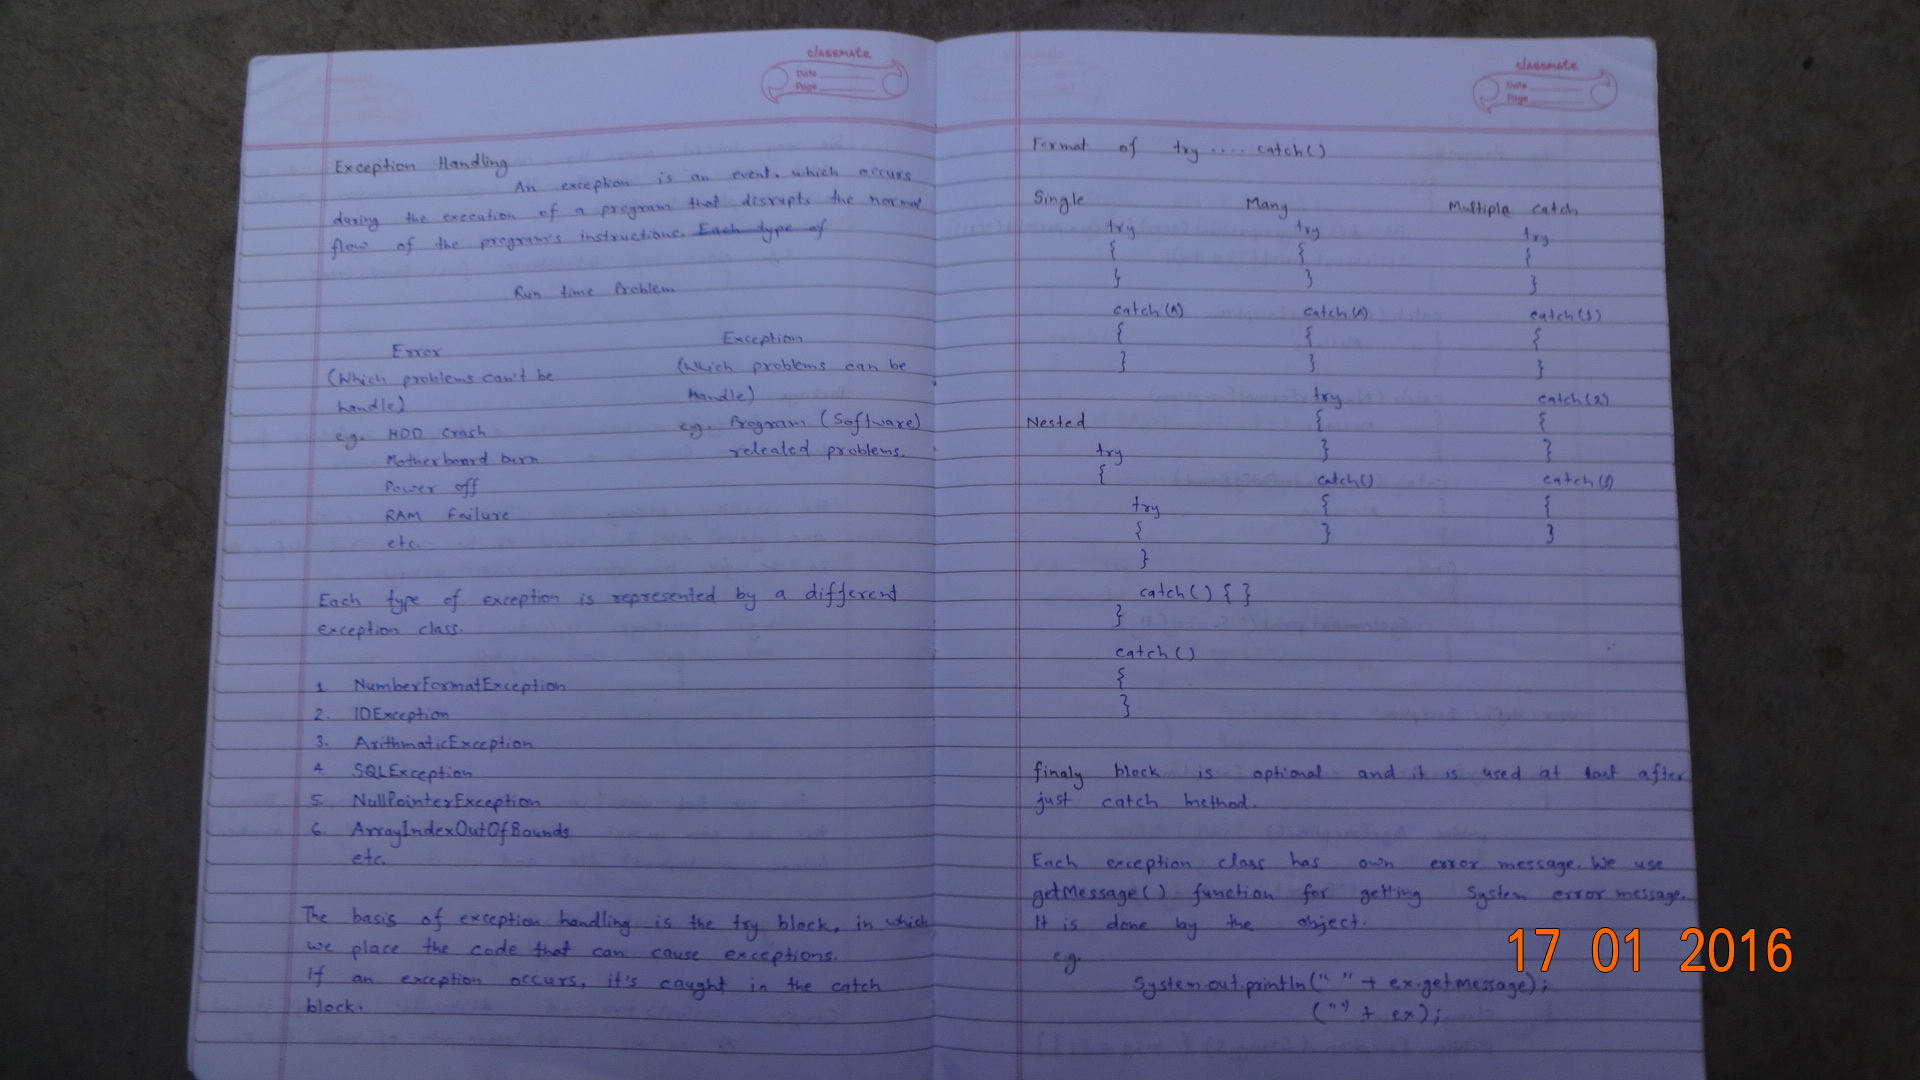 classmate
Date
Page
Exception Handling
An exception is an event, which occurs
during the execution of a program that disrupts the normal
flow of the program's instructions. Each type of
Run time Problem
Error
(Which problems can't be
handle)
e.g. HDD crash
Motherboard burn
Power off
RAM Failure
etc.
Exception
(Which problems can be
Handle)
e.g. Program (Software)
releated problems.
Each type of exception is represented by a different
exception class.
1. NumberFormatException
2. IOException
3. ArithmaticException
4 SQLException
5. NullPointerException
6. ArrayIndexOutOfBounds
etc.
The basis of exception handling is the try block, in which
we place the code that can cause exceptions.
If an exception occurs, it's caught in the catch
block.
classmate
Date
Page
Format of try .... catch()
Single
try
{
}
catch(A)
{
}
Many
try
{
}
catch(A)
{
}
try
{
}
catch()
{
}
Multiple catch
try
{
}
catch(1)
{
}
catch(2)
{
}
catch()
{
}
Nested
try
{
try
{
}
catch() { }
}
catch()
{
}
finaly block is optional and it is used at last after
just catch method.
Each exception class has own error message. We use
getMessage() function for getting System error message.
It is done by the object.
eg.
System.out.println(" " + ex.getmessage);
(" ") + ex);
17 01 2016